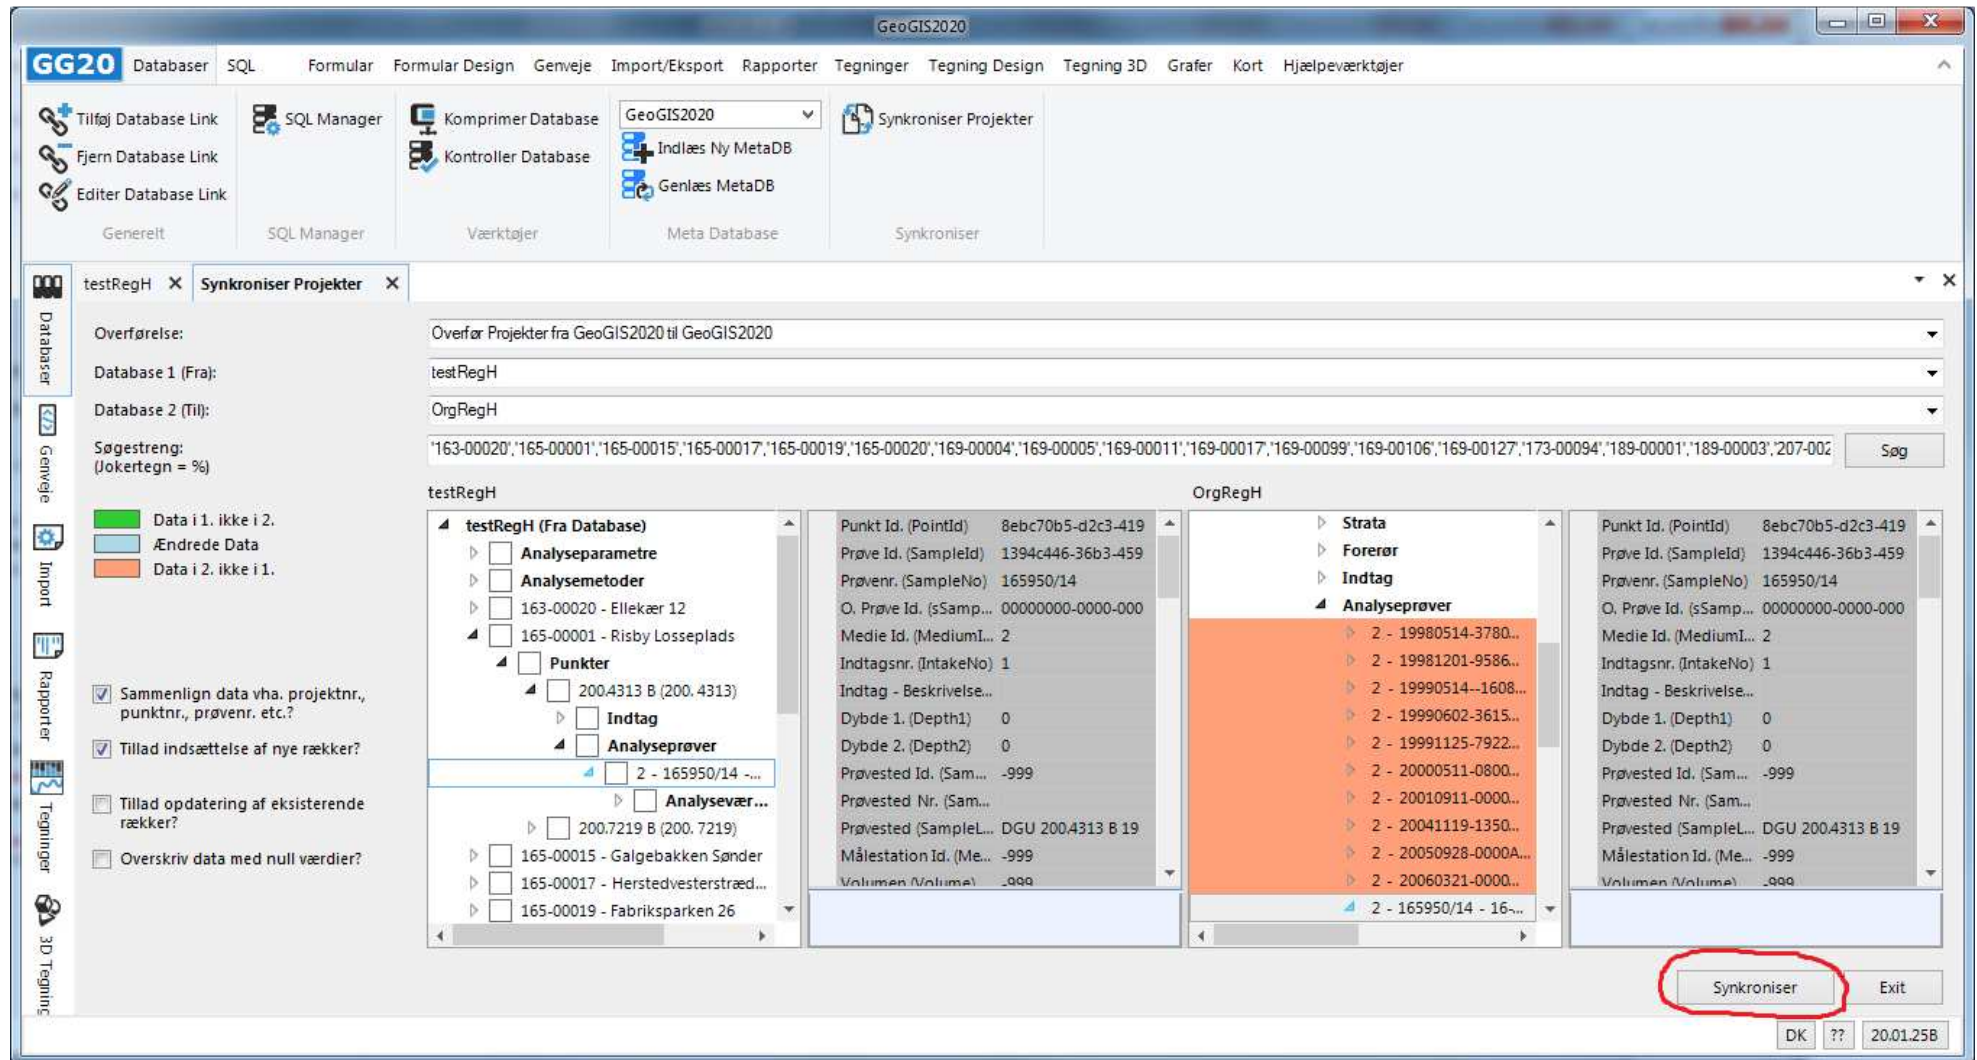 GeoGIS2020
GG20 Databaser SQL Formular Formular Design Genveje Import/Eksport Rapporter Tegninger Tegning Design Tegning 3D Grafer Kort Hjælpeværktøjer
Tilføj Database Link SQL Manager Komprimer Database GeoGIS2020 Synkroniser Projekter
Fjern Database Link Kontroller Database Indlæs Ny MetaDB
Editer Database Link Genlæs MetaDB
Generelt SQL Manager Værktøjer Meta Database Synkroniser
testRegH Synkroniser Projekter
Databaser
Genveje
Import
Rapporter
Tegninger
3D Tegning
Overførelse: Overfør Projekter fra GeoGIS2020 til GeoGIS2020
Database 1 (Fra): testRegH
Database 2 (Til): OrgRegH
Søgestreng: '163-00020','165-00001','165-00015','165-00017','165-00019','165-00020','169-00004','169-00005','169-00011','169-00017','169-00099','169-00106','169-00127','173-00094','189-00001','189-00003','207-002 Søg
(Jokertegn = %)
Data i 1. ikke i 2.
Ændrede Data
Data i 2. ikke i 1.
Sammenlign data vha. projektnr.,
punktnr., prøvenr. etc.?
Tillad indsættelse af nye rækker?
Tillad opdatering af eksisterende
rækker?
Overskriv data med null værdier?
testRegH
testRegH (Fra Database)
Analyseparametre
Analysemetoder
163-00020 - Ellekær 12
165-00001 - Risby Losseplads
Punkter
200.4313 B (200. 4313)
Indtag
Analyseprøver
2 - 165950/14 -...
Analysevær...
200.7219 B (200. 7219)
165-00015 - Galgebakken Sønder
165-00017 - Herstedvesterstræd...
165-00019 - Fabriksparken 26
Punkt Id. (PointId) 8ebc70b5-d2c3-419
Prøve Id. (SampleId) 1394c446-36b3-459
Prøvenr. (SampleNo) 165950/14
O. Prøve Id. (sSamp... 00000000-0000-000
Medie Id. (MediumI... 2
Indtagsnr. (IntakeNo) 1
Indtag - Beskrivelse...
Dybde 1. (Depth1) 0
Dybde 2. (Depth2) 0
Prøvested Id. (Sam... -999
Prøvested Nr. (Sam...
Prøvested (SampleL... DGU 200.4313 B 19
Målestation Id. (Me... -999
Volumen (Volume) -999
OrgRegH
Strata
Forerør
Indtag
Analyseprøver
2 - 19980514-3780...
2 - 19981201-9586...
2 - 19990514--1608...
2 - 19990602-3615...
2 - 19991125-7922...
2 - 20000511-0800...
2 - 20010911-0000...
2 - 20041119-1350...
2 - 20050928-0000A...
2 - 20060321-0000...
2 - 165950/14 - 16-...
Punkt Id. (PointId) 8ebc70b5-d2c3-419
Prøve Id. (SampleId) 1394c446-36b3-459
Prøvenr. (SampleNo) 165950/14
O. Prøve Id. (sSamp... 00000000-0000-000
Medie Id. (MediumI... 2
Indtagsnr. (IntakeNo) 1
Indtag - Beskrivelse...
Dybde 1. (Depth1) 0
Dybde 2. (Depth2) 0
Prøvested Id. (Sam... -999
Prøvested Nr. (Sam...
Prøvested (SampleL... DGU 200.4313 B 19
Målestation Id. (Me... -999
Volumen (Volume) -999
Synkroniser Exit
DK ?? 20.01.25B